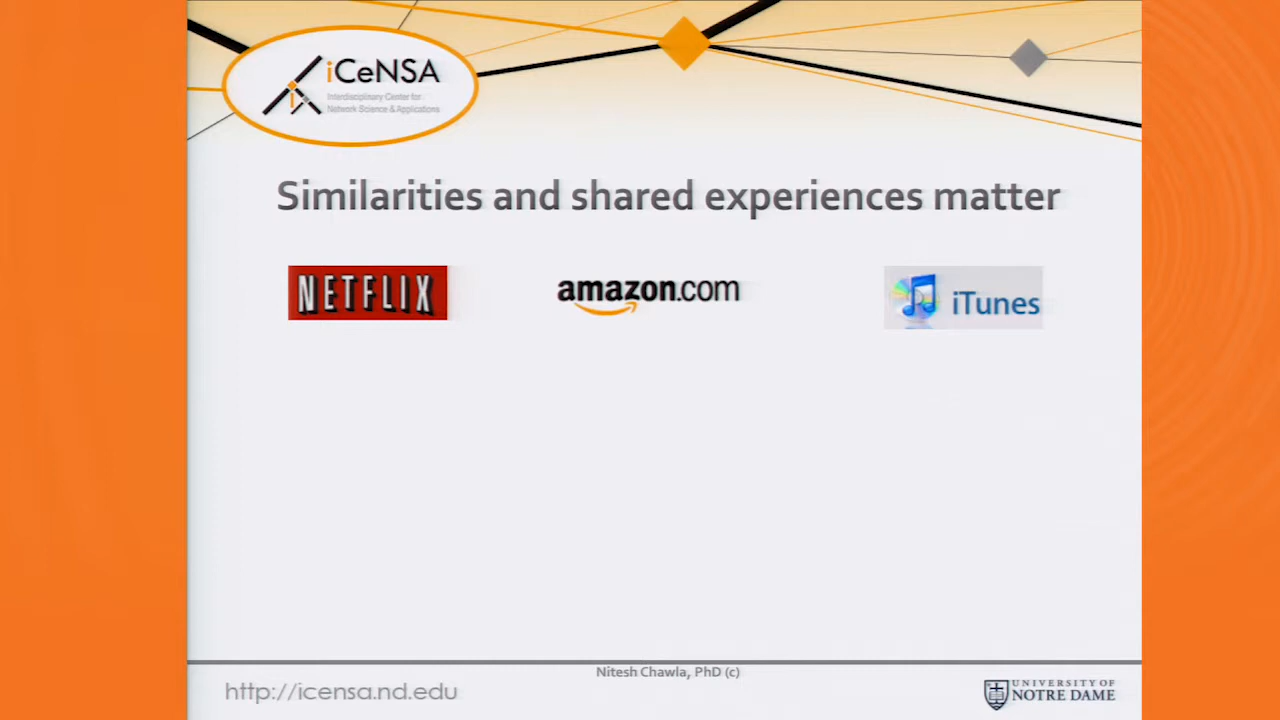 iCeNSA
Interdisciplinary Center for
Network Science & Applications
Similarities and shared experiences matter
NETFLIX
amazon.com
iTunes
Nitesh Chawla, PhD (c)
http://icensa.nd.edu
UNIVERSITY OF
NOTRE DAME